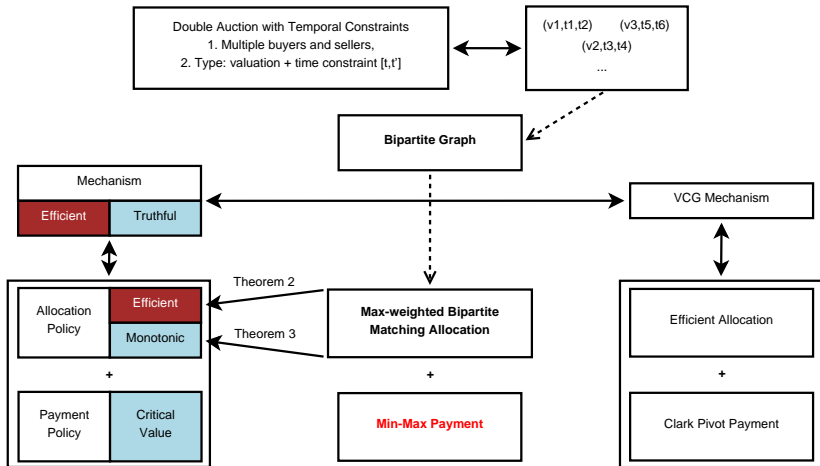 Double Auction with Temporal Constraints
1. Multiple buyers and sellers,
2. Type: valuation + time constraint [t,t']
(v1,t1,t2) (v3,t5,t6)
(v2,t3,t4)
...
Bipartite Graph
Mechanism
Efficient Truthful
VCG Mechanism
Theorem 2
Allocation
Policy
Efficient
Monotonic
Theorem 3
Max-weighted Bipartite
Matching Allocation
Efficient Allocation
+ + +
Payment
Policy
Critical
Value
Min-Max Payment
Clark Pivot Payment